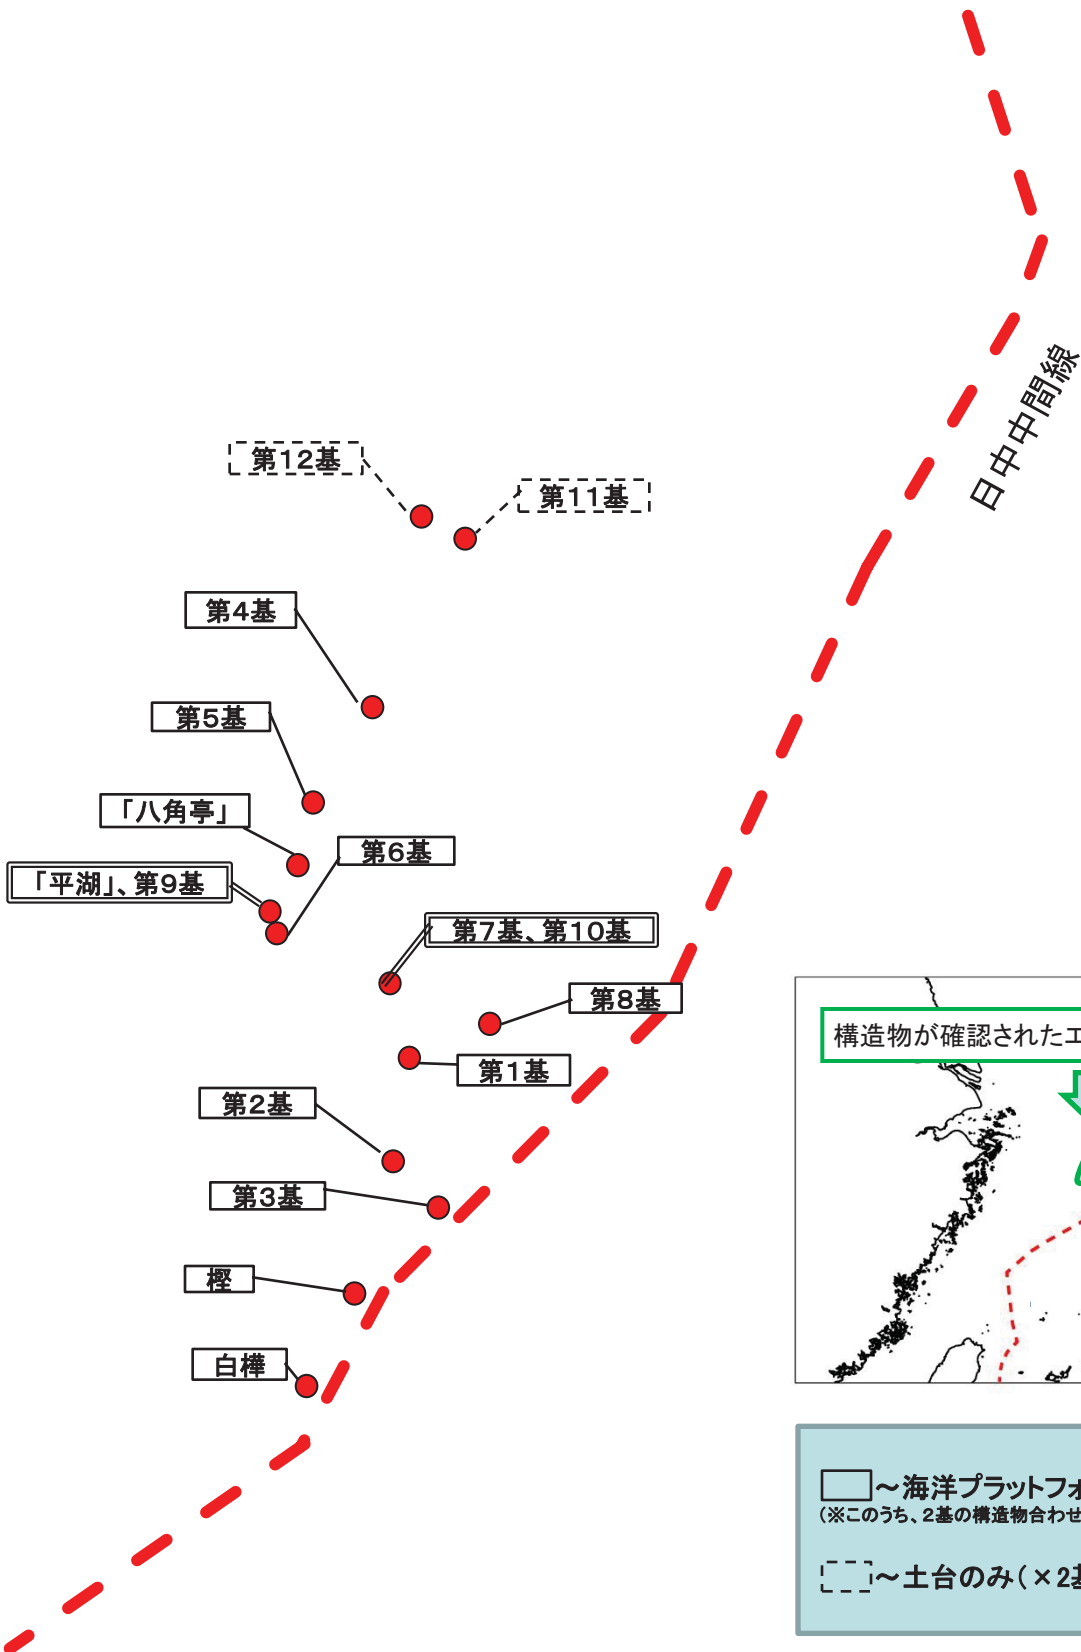 日中中間線
第12基
第11基
第4基
第5基
「八角亭」
第6基
「平湖」、第9基
第7基、第10基
第8基
第1基
第2基
第3基
樫
白樺
構造物が確認されたエ
～海洋プラットフォ
(※このうち、2基の構造物合わせ
～土台のみ(×2基